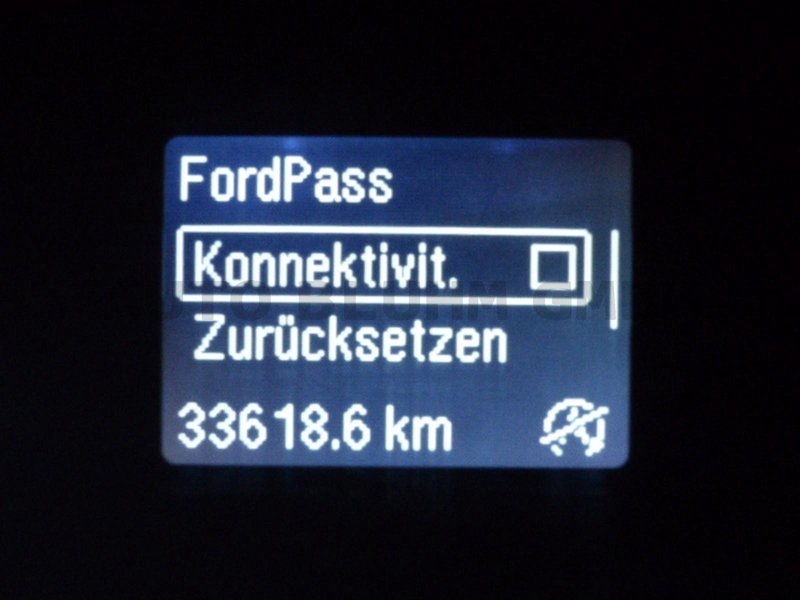 FordPass
Konnektivit.
Zurücksetzen
33618.6 km